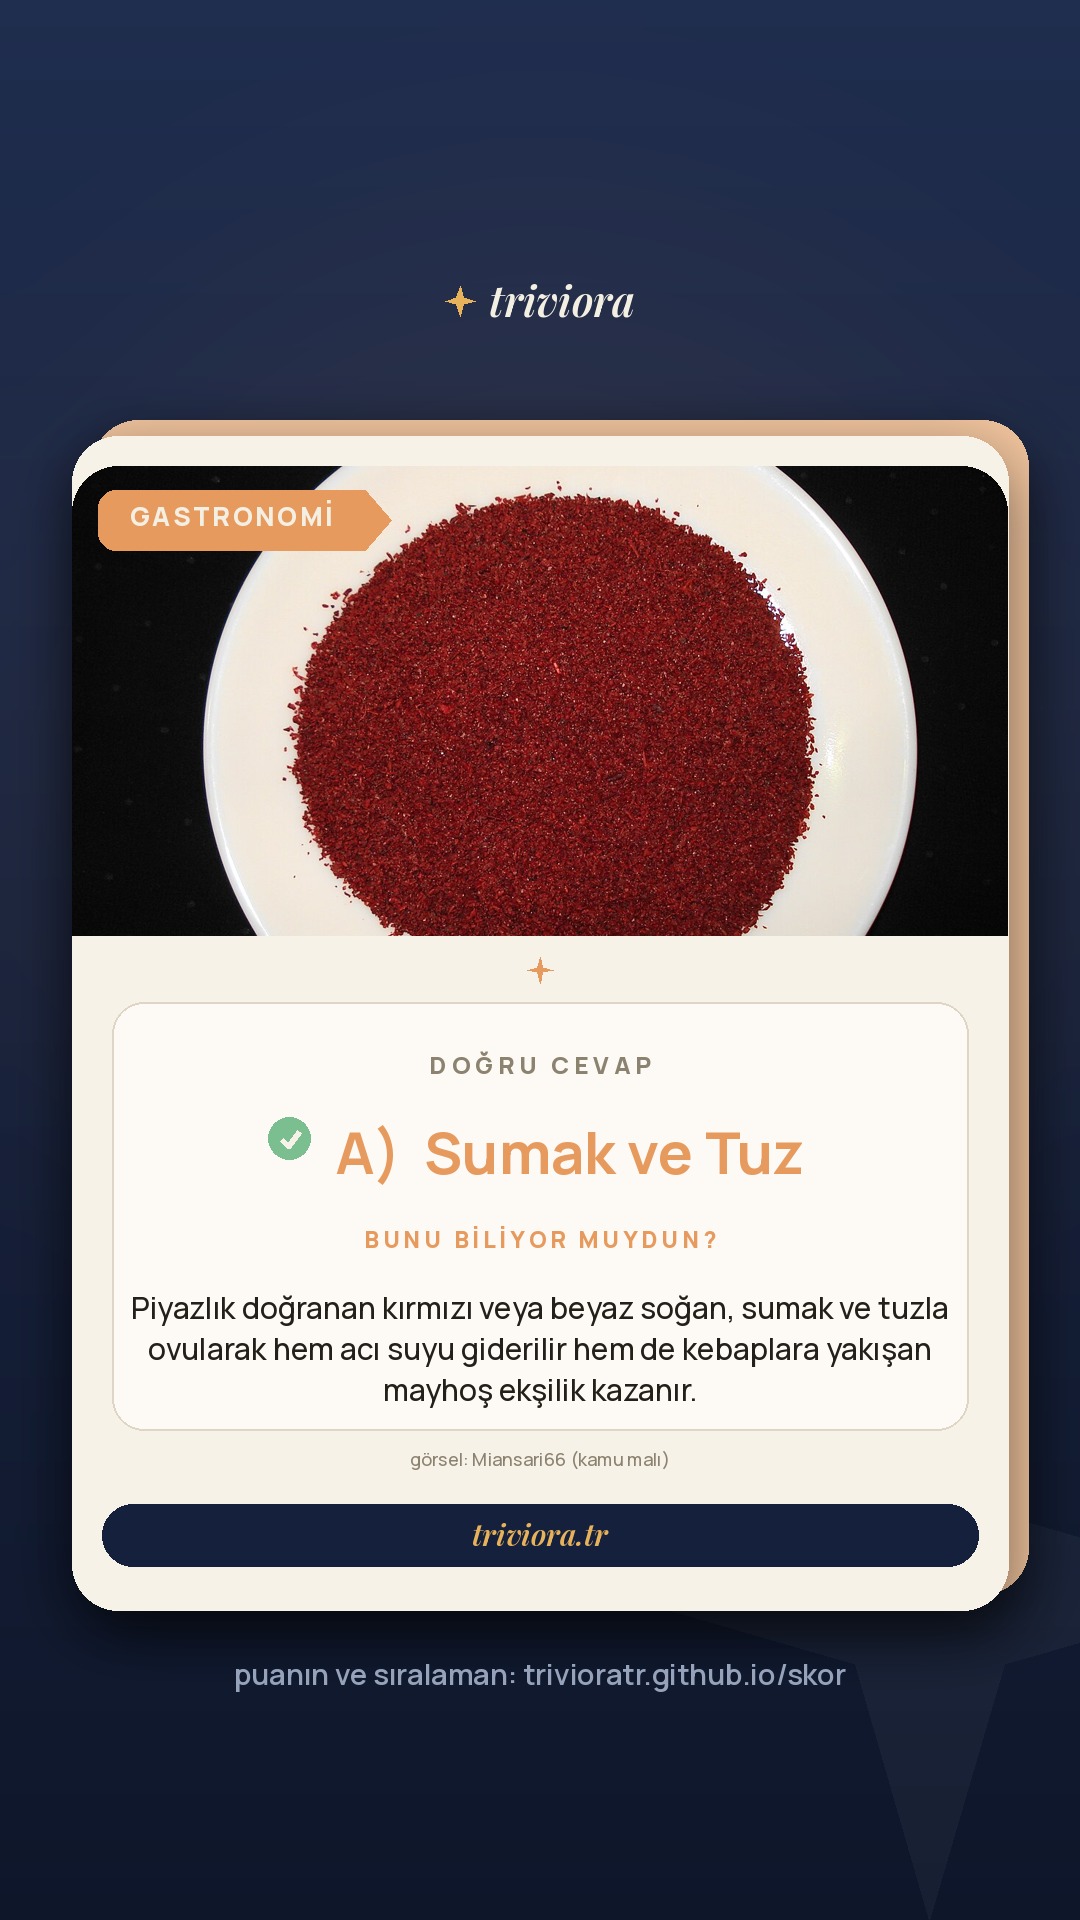 triviora
GASTRONOMİ
DOĞRU CEVAP
A) Sumak ve Tuz
BUNU BİLİYOR MUYDUN?
Piyazlık doğranan kırmızı veya beyaz soğan, sumak ve tuzla
ovularak hem acı suyu giderilir hem de kebaplara yakışan
mayhoş ekşilik kazanır.
görsel: Miansari66 (kamu malı)
triviora.tr
puanın ve sıralaman: trivioratr.github.io/skor